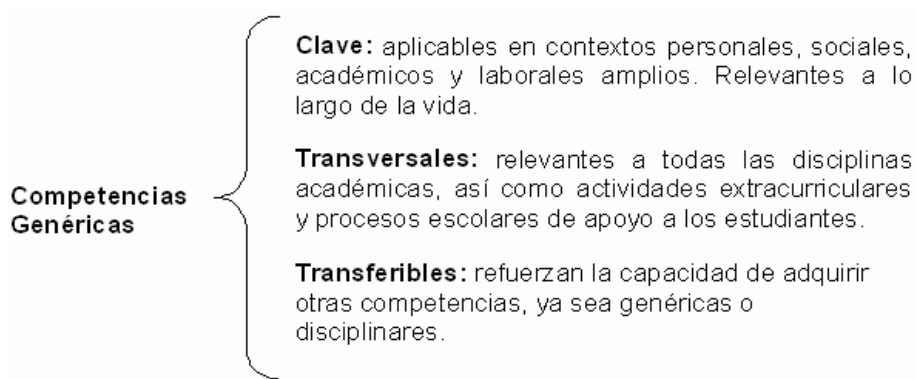 Clave: aplicables en contextos personales, sociales,
académicos y laborales amplios. Relevantes a lo
largo de la vida.
Transversales: relevantes a todas las disciplinas
académicas, así como actividades extracurriculares
y procesos escolares de apoyo a los estudiantes.
Competencias
Genéricas
Transferibles: refuerzan la capacidad de adquirir
otras competencias, ya sea genéricas o
disciplinares.